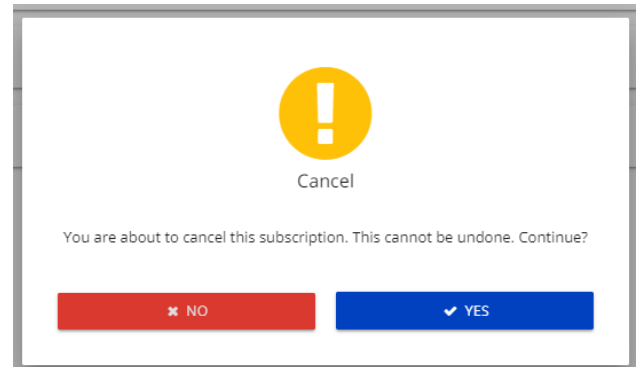 Cancel
You are about to cancel this subscription. This cannot be undone. Continue?
✖ NO
✔ YES